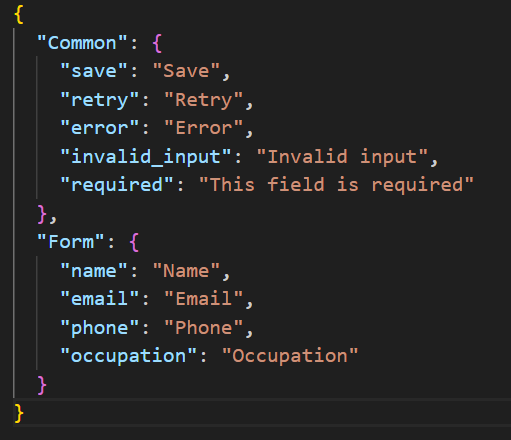 {
  "Common": {
    "save": "Save",
    "retry": "Retry",
    "error": "Error",
    "invalid_input": "Invalid input",
    "required": "This field is required"
  },
  "Form": {
    "name": "Name",
    "email": "Email",
    "phone": "Phone",
    "occupation": "Occupation"
  }
}